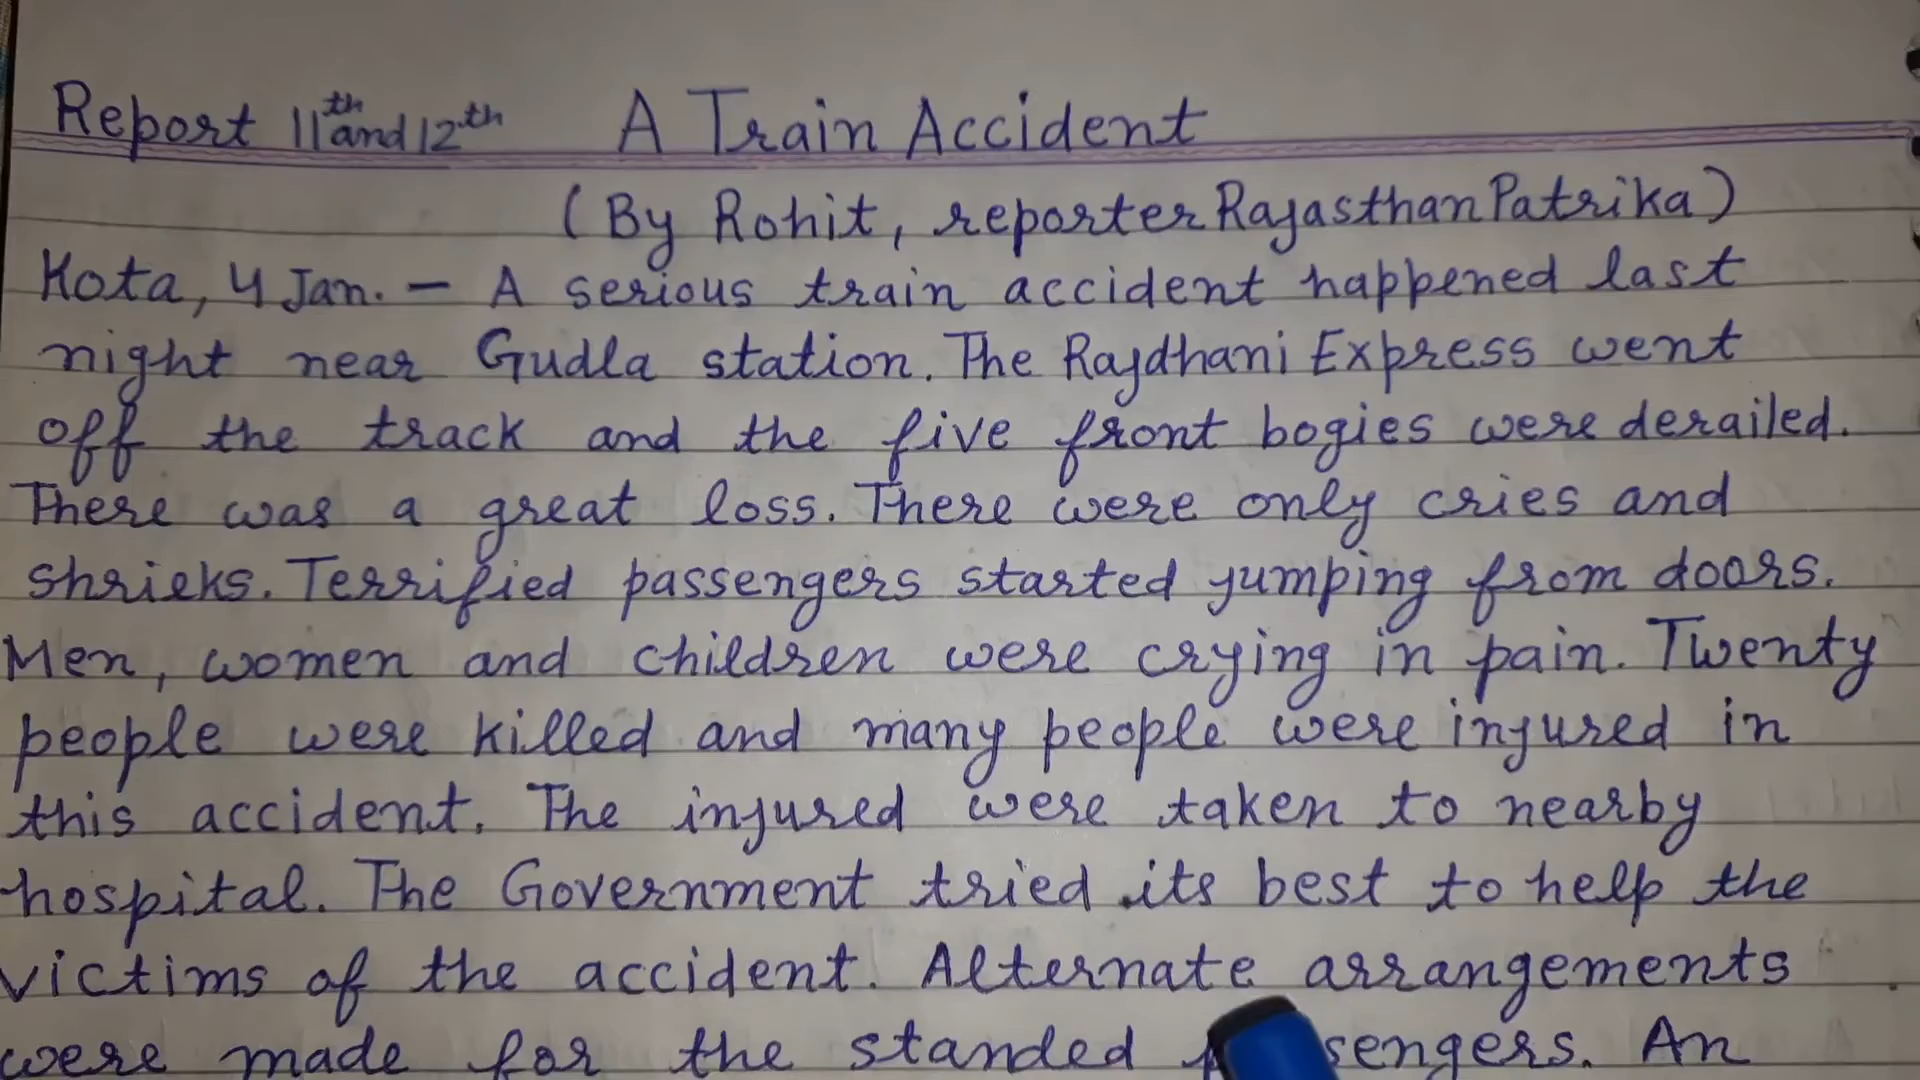 Report 11th and 12th A Train Accident
(By Rohit, reporter Rajasthan Patrika)
Kota, 4 Jan. — A serious train accident happened last
night near Gudla station. The Rajdhani Express went
off the track and the five front bogies were derailed.
There was a great loss. There were only cries and
shrieks. Terrified passengers started jumping from doors.
Men, women and children were crying in pain. Twenty
people were killed and many people were injured in
this accident. The injured were taken to nearby
hospital. The Government tried its best to help the
victims of the accident. Alternate arrangements
were made for the standed sengers. An